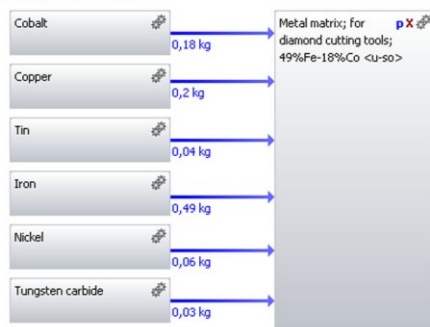 Cobalt
0,18 kg
Metal matrix; for p X
diamond cutting tools;
49%Fe-18%Co <u-so>
Copper
0,2 kg
Tin
0,04 kg
Iron
0,49 kg
Nickel
0,06 kg
Tungsten carbide
0,03 kg